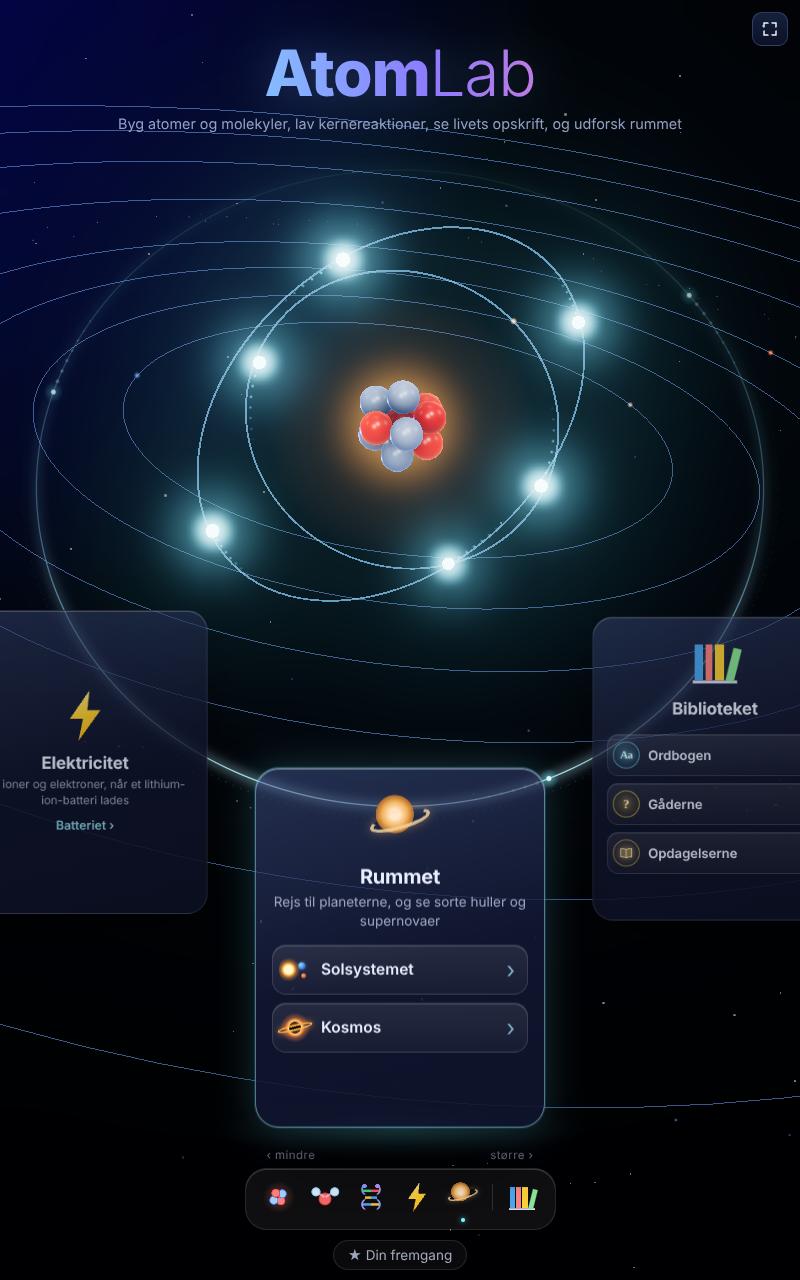 AtomLab
Byg atomer og molekyler, lav kernereaktioner, se livets opskrift, og udforsk rummet
Elektricitet
ioner og elektroner, når et lithium-
ion-batteri lades
Batteriet ›
Biblioteket
Aa Ordbogen
? Gåderne
Opdagelserne
Rummet
Rejs til planeterne, og se sorte huller og
supernovaer
Solsystemet ›
Kosmos ›
‹ mindre
større ›
★ Din fremgang